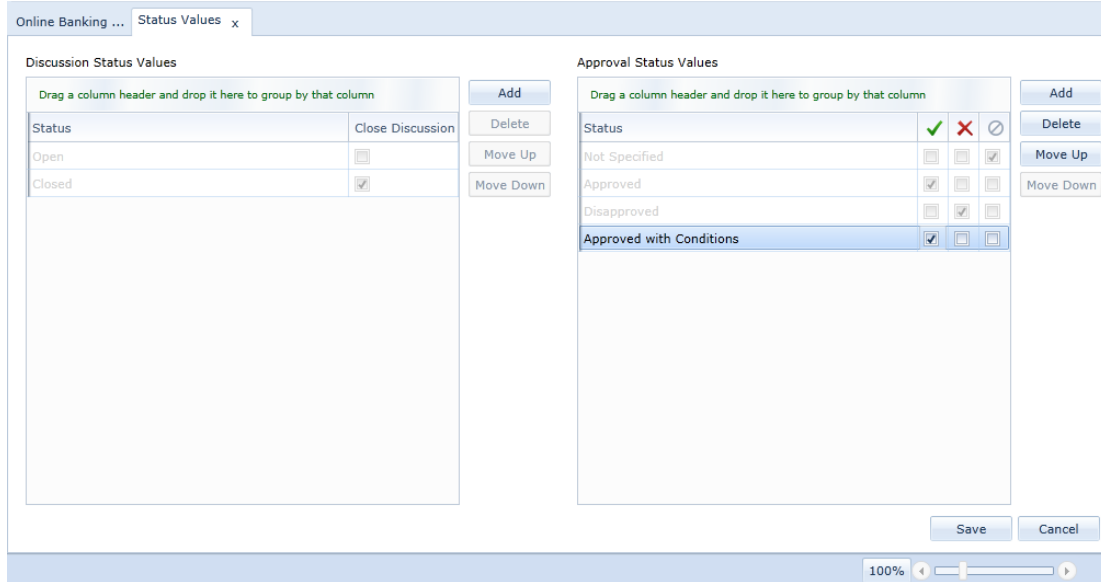 Online Banking ... Status Values x
Discussion Status Values
Drag a column header and drop it here to group by that column
Status Close Discussion
Open
Closed
Add
Delete
Move Up
Move Down
Approval Status Values
Drag a column header and drop it here to group by that column
Status
Not Specified
Approved
Disapproved
Approved with Conditions
Add
Delete
Move Up
Move Down
Save Cancel
100%